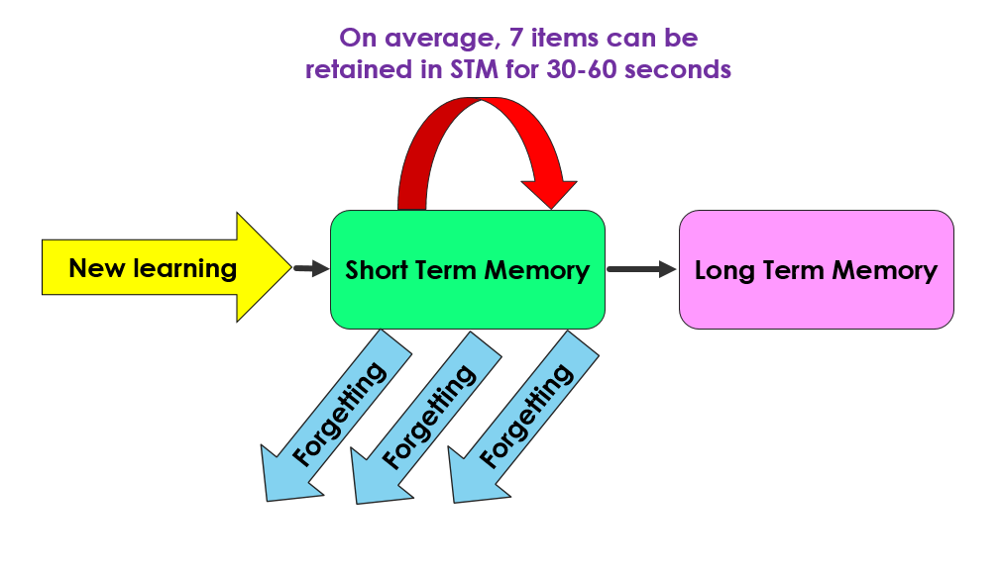 On average, 7 items can be
retained in STM for 30-60 seconds
New learning
Short Term Memory
Long Term Memory
Forgetting
Forgetting
Forgetting